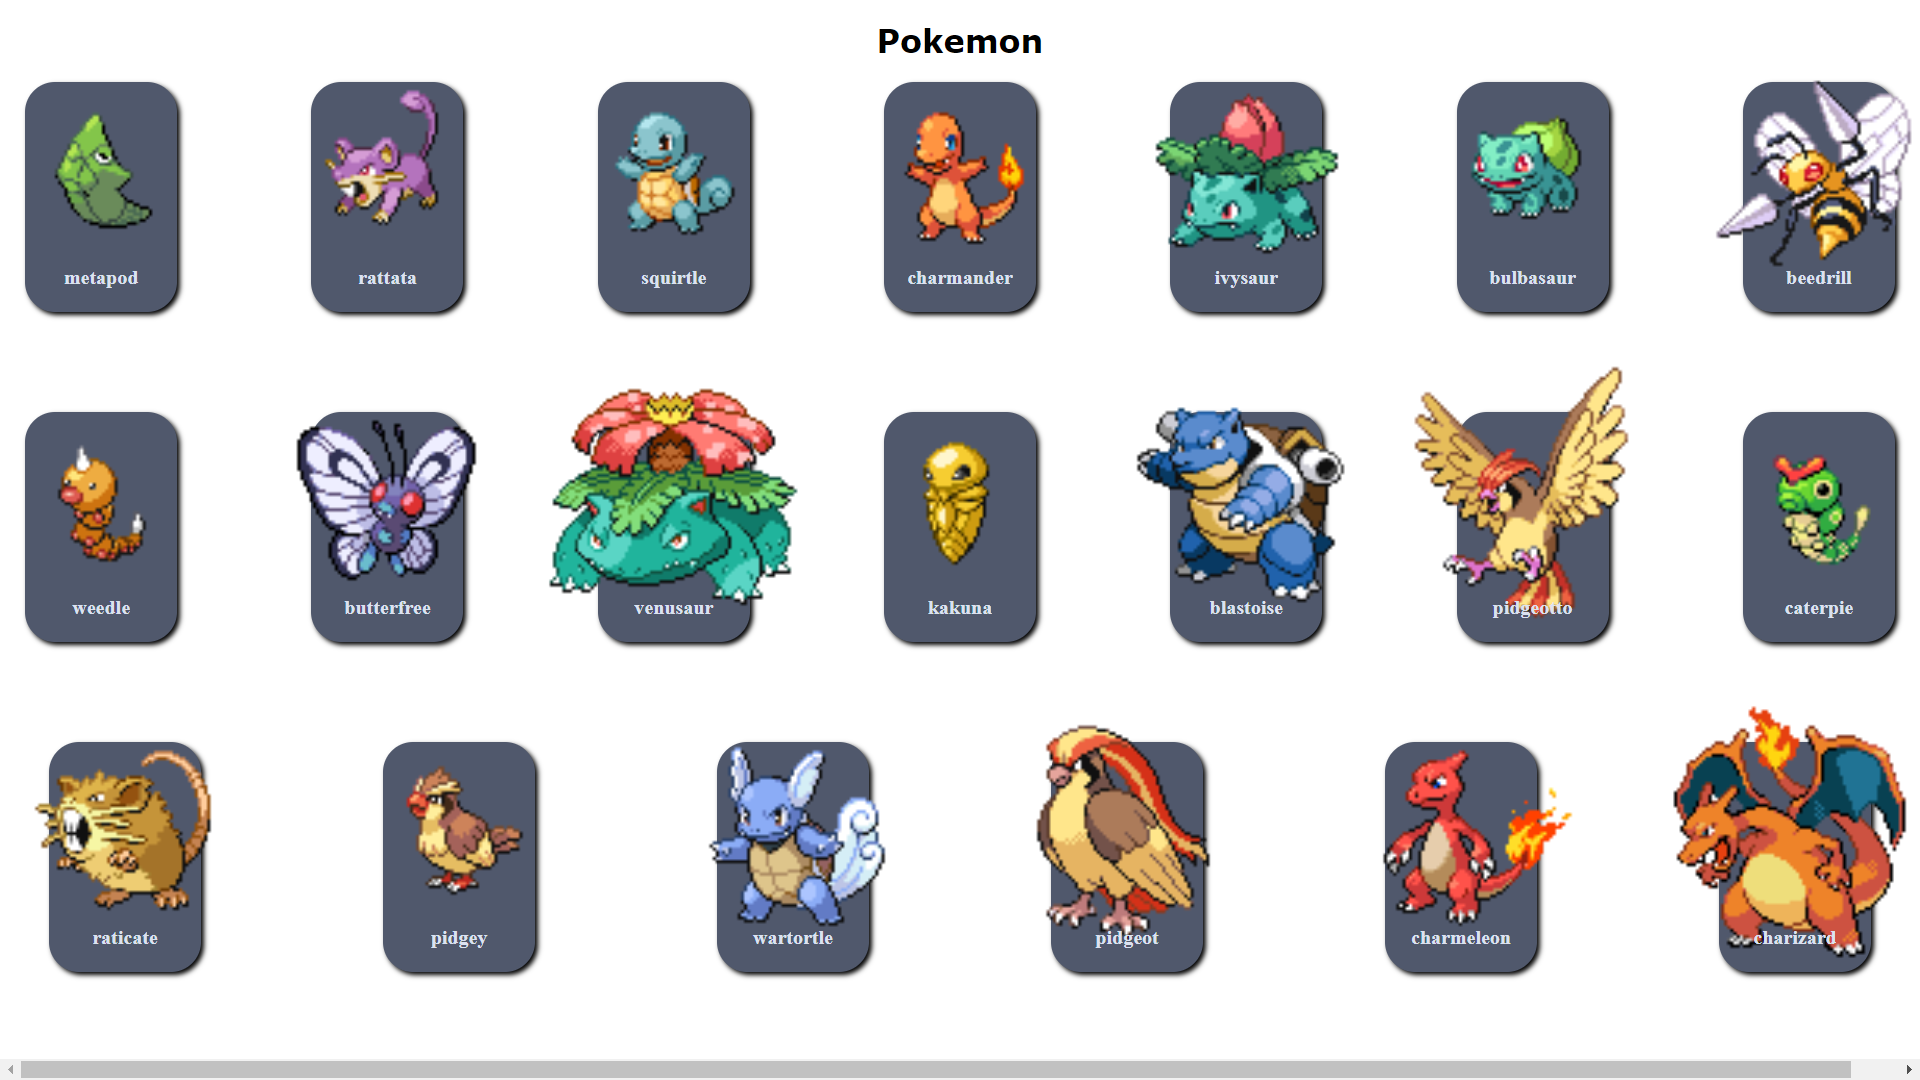 Pokemon
metapod
rattata
squirtle
charmander
ivysaur
bulbasaur
beedrill
weedle
butterfree
venusaur
kakuna
blastoise
pidgeotto
caterpie
raticate
pidgey
wartortle
pidgeot
charmeleon
charizard